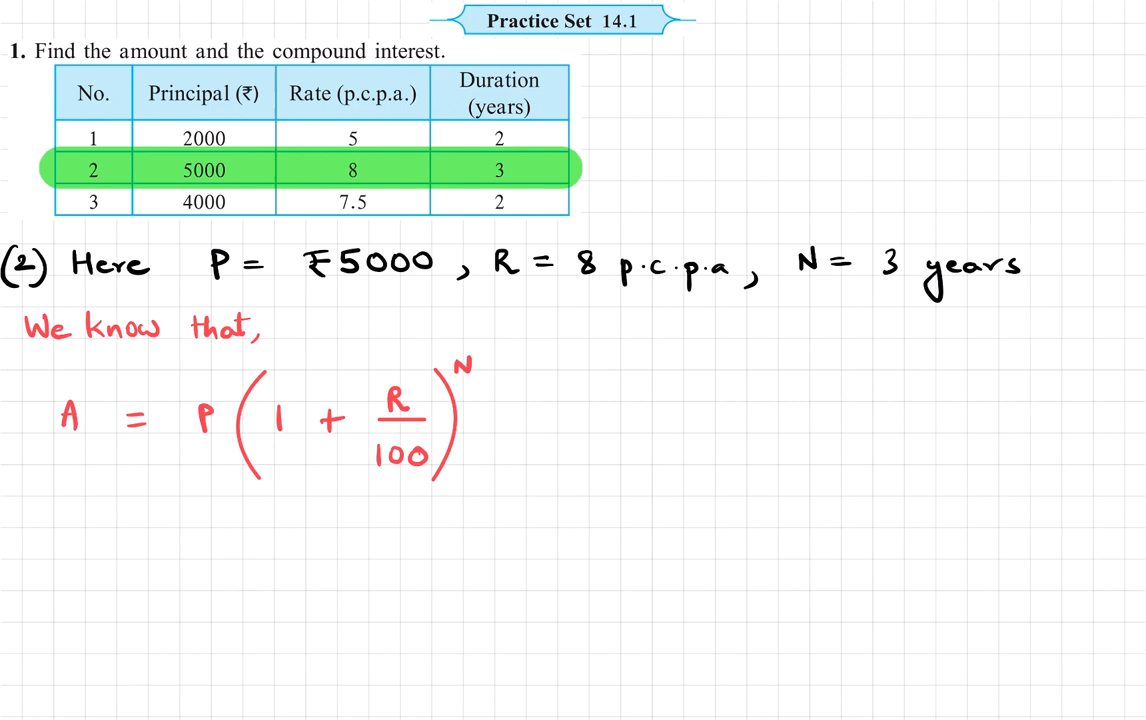 Practice Set 14.1
1. Find the amount and the compound interest.
No. Principal (₹) Rate (p.c.p.a.) Duration (years)
1 2000 5 2
2 5000 8 3
3 4000 7.5 2
(2) Here P = ₹5000, R = 8 p.c.p.a, N = 3 years
We know that,
A = P(1 + R/100)^N